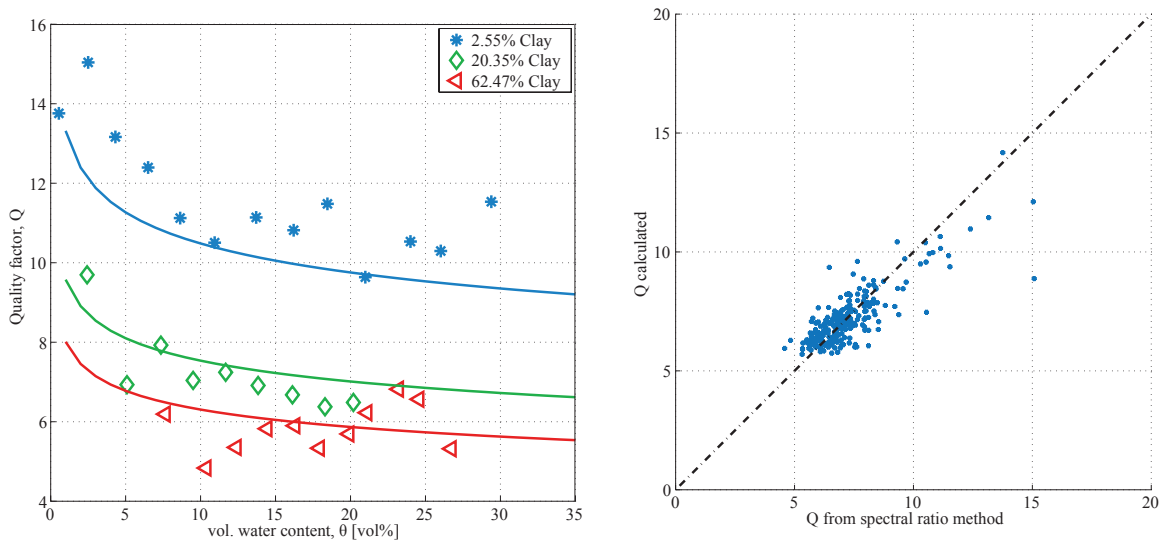 16
14
12
10
8
6
4
Quality factor, Q
2.55% Clay
20.35% Clay
62.47% Clay
0 5 10 15 20 25 30 35
vol. water content, θ [vol%]
20
15
10
5
0
Q calculated
0 5 10 15 20
Q from spectral ratio method